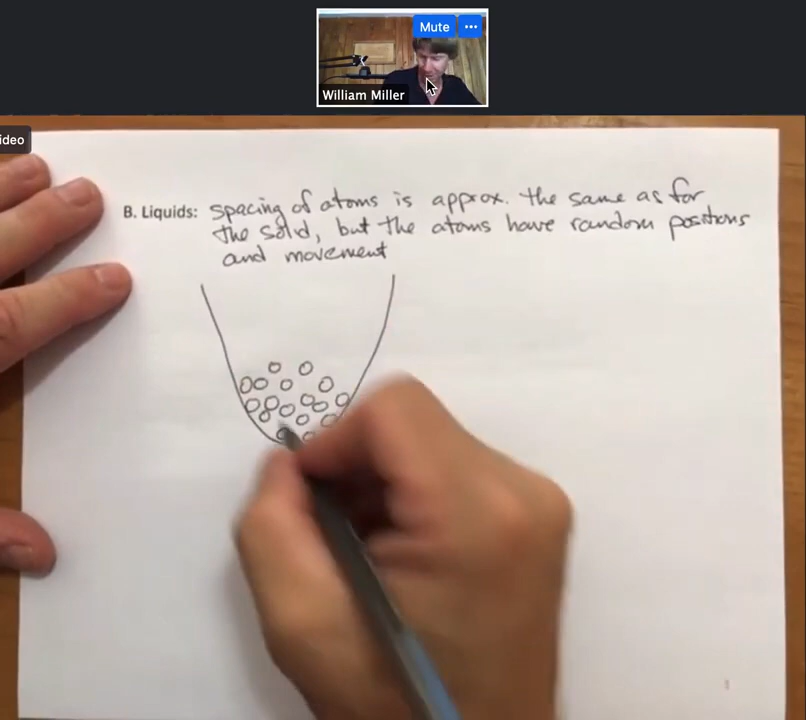 Mute
William Miller
ideo
B. Liquids: spacing of atoms is approx. the same as for
the solid, but the atoms have random positions
and movement